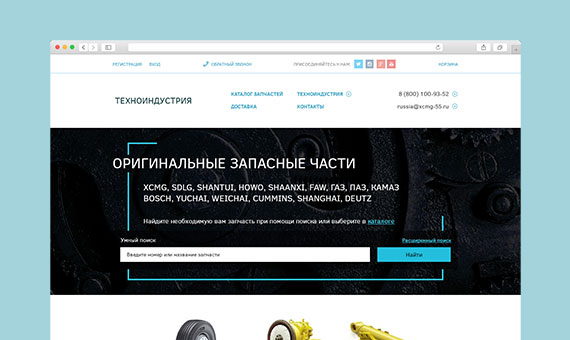 РЕГИСТРАЦИЯ ВХОД ОБРАТНЫЙ ЗВОНОК ПРИСОЕДИНЯЙТЕСЬ К НАМ: КОРЗИНА
ТЕХНОИНДУСТРИЯ
КАТАЛОГ ЗАПЧАСТЕЙ ТЕХНОИНДУСТРИЯ 8 (800) 100-93-52
ДОСТАВКА КОНТАКТЫ russia@xcmg-55.ru
ОРИГИНАЛЬНЫЕ ЗАПАСНЫЕ ЧАСТИ
XCMG, SDLG, SHANTUI, HOWO, SHAANXI, FAW, ГАЗ, ПАЗ, КАМАЗ
BOSCH, YUCHAI, WEICHAI, CUMMINS, SHANGHAI, DEUTZ
Найдите необходимую вам запчасть при помощи поиска или выберите в каталоге
Умный поиск Расширенный поиск
Введите номер или название запчасти Найти